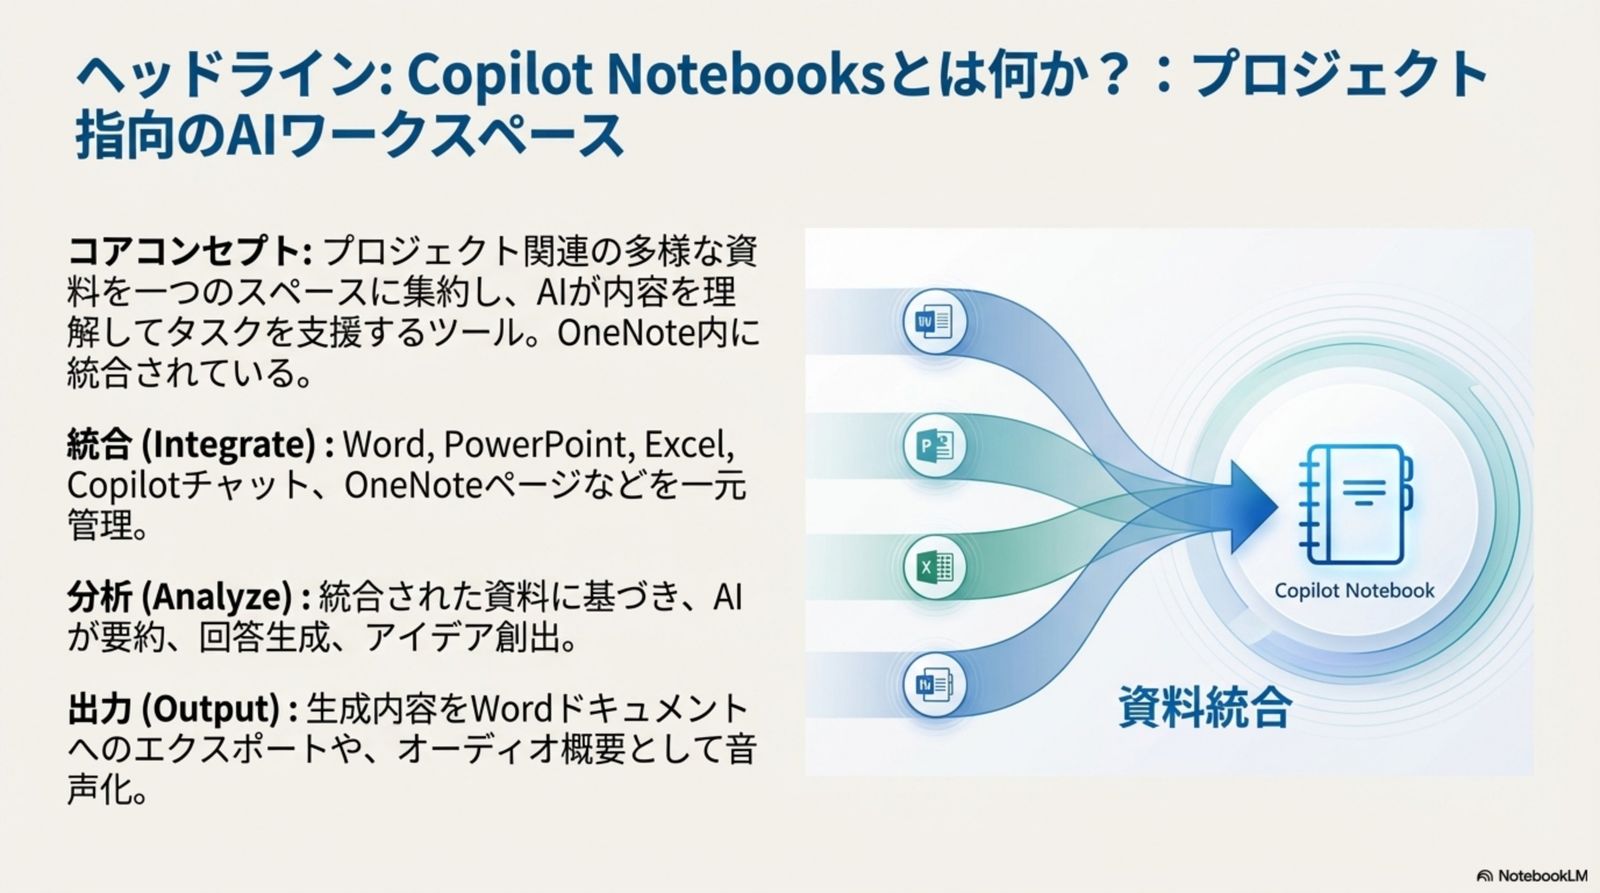 ヘッドライン: Copilot Notebooksとは何か？：プロジェクト
指向のAIワークスペース
コアコンセプト: プロジェクト関連の多様な資
料を一つのスペースに集約し、AIが内容を理
解してタスクを支援するツール。OneNote内に
統合されている。
統合 (Integrate) : Word, PowerPoint, Excel,
Copilotチャット、OneNoteページなどを一元
管理。
分析 (Analyze) : 統合された資料に基づき、AI
が要約、回答生成、アイデア創出。
出力 (Output) : 生成内容をWordドキュメント
へのエクスポートや、オーディオ概要として音
声化。
W
P
X
Copilot Notebook
資料統合
NotebookLM